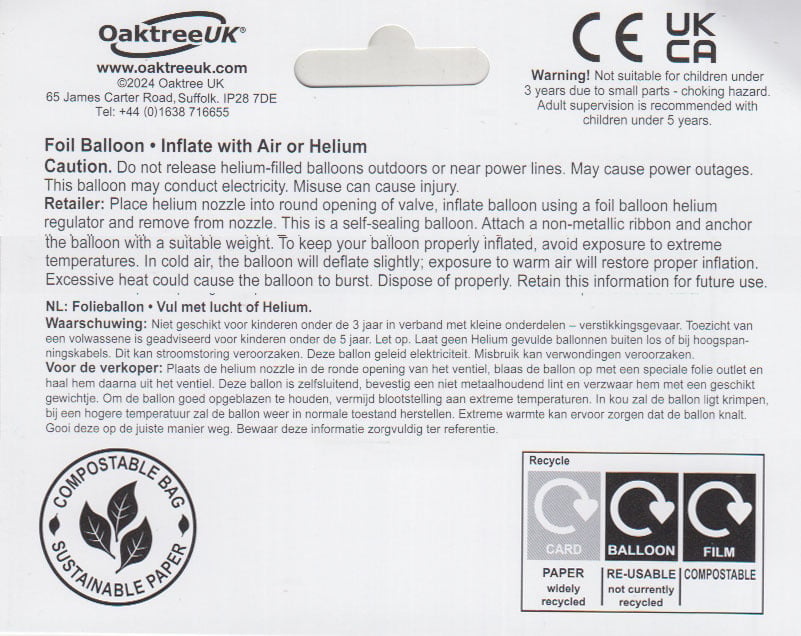 OaktreeUK®
www.oaktreeuk.com
©2024 Oaktree UK
65 James Carter Road, Suffolk. IP28 7DE
Tel: +44 (0)1638 716655
CE UK CA
Warning! Not suitable for children under
3 years due to small parts - choking hazard.
Adult supervision is recommended with
children under 5 years.
Foil Balloon • Inflate with Air or Helium
Caution. Do not release helium-filled balloons outdoors or near power lines. May cause power outages.
This balloon may conduct electricity. Misuse can cause injury.
Retailer: Place helium nozzle into round opening of valve, inflate balloon using a foil balloon helium
regulator and remove from nozzle. This is a self-sealing balloon. Attach a non-metallic ribbon and anchor
the balloon with a suitable weight. To keep your balloon properly inflated, avoid exposure to extreme
temperatures. In cold air, the balloon will deflate slightly; exposure to warm air will restore proper inflation.
Excessive heat could cause the balloon to burst. Dispose of properly. Retain this information for future use.
NL: Folieballon • Vul met lucht of Helium.
Waarschuwing: Niet geschikt voor kinderen onder de 3 jaar in verband met kleine onderdelen – verstikkingsgevaar. Toezicht van
een volwassene is geadviseerd voor kinderen onder de 5 jaar. Let op. Laat geen Helium gevulde ballonnen buiten los of bij hoogspan-
ningskabels. Dit kan stroomstoring veroorzaken. Deze ballon geleid elektriciteit. Misbruik kan verwondingen veroorzaken.
Voor de verkoper: Plaats de helium nozzle in de ronde opening van het ventiel, blaas de ballon op met een speciale folie outlet en
haal hem daarna uit het ventiel. Deze ballon is zelfsluitend, bevestig een niet metaalhoudend lint en verzwaar hem met een geschikt
gewichtje. Om de ballon goed opgeblazen te houden, vermijd blootstelling aan extreme temperaturen. In kou zal de ballon ligt krimpen,
bij een hogere temperatuur zal de ballon weer in normale toestand herstellen. Extreme warmte kan ervoor zorgen dat de ballon knalt.
Gooi deze op de juiste manier weg. Bewaar deze informatie zorgvuldig ter referentie.
COMPOSTABLE BAG
SUSTAINABLE PAPER
Recycle
CARD BALLOON FILM
PAPER RE-USABLE COMPOSTABLE
widely not currently
recycled recycled